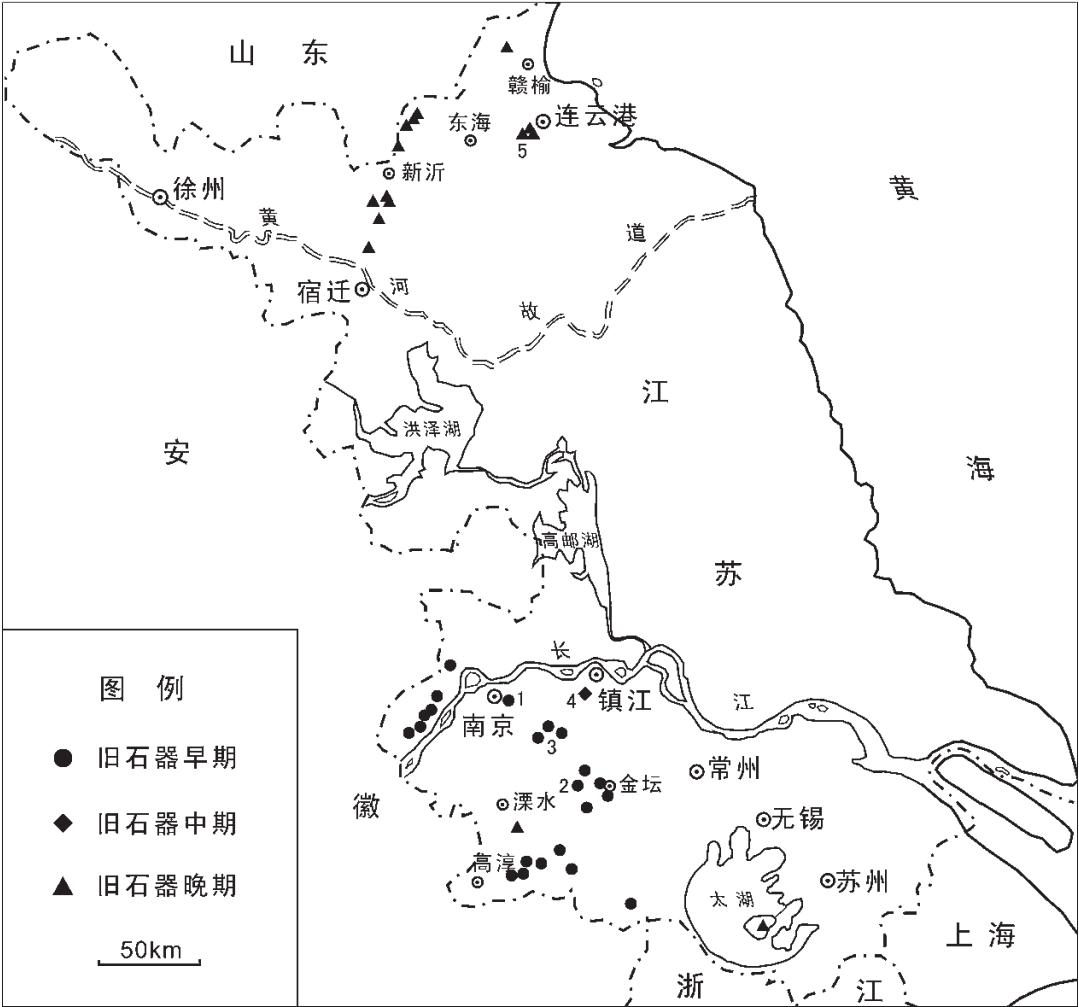 山 东
赣榆
连云港
东海
5
新沂
徐州
黄
河
故
道
宿迁
黄
海
江
苏
洪泽湖
安
徽
高邮湖
长
江
图 例
旧石器早期
旧石器中期
旧石器晚期
50km
南京
1
4
镇江
3
2
金坛
常州
溧水
无锡
高淳
太湖
苏州
上海
浙
江